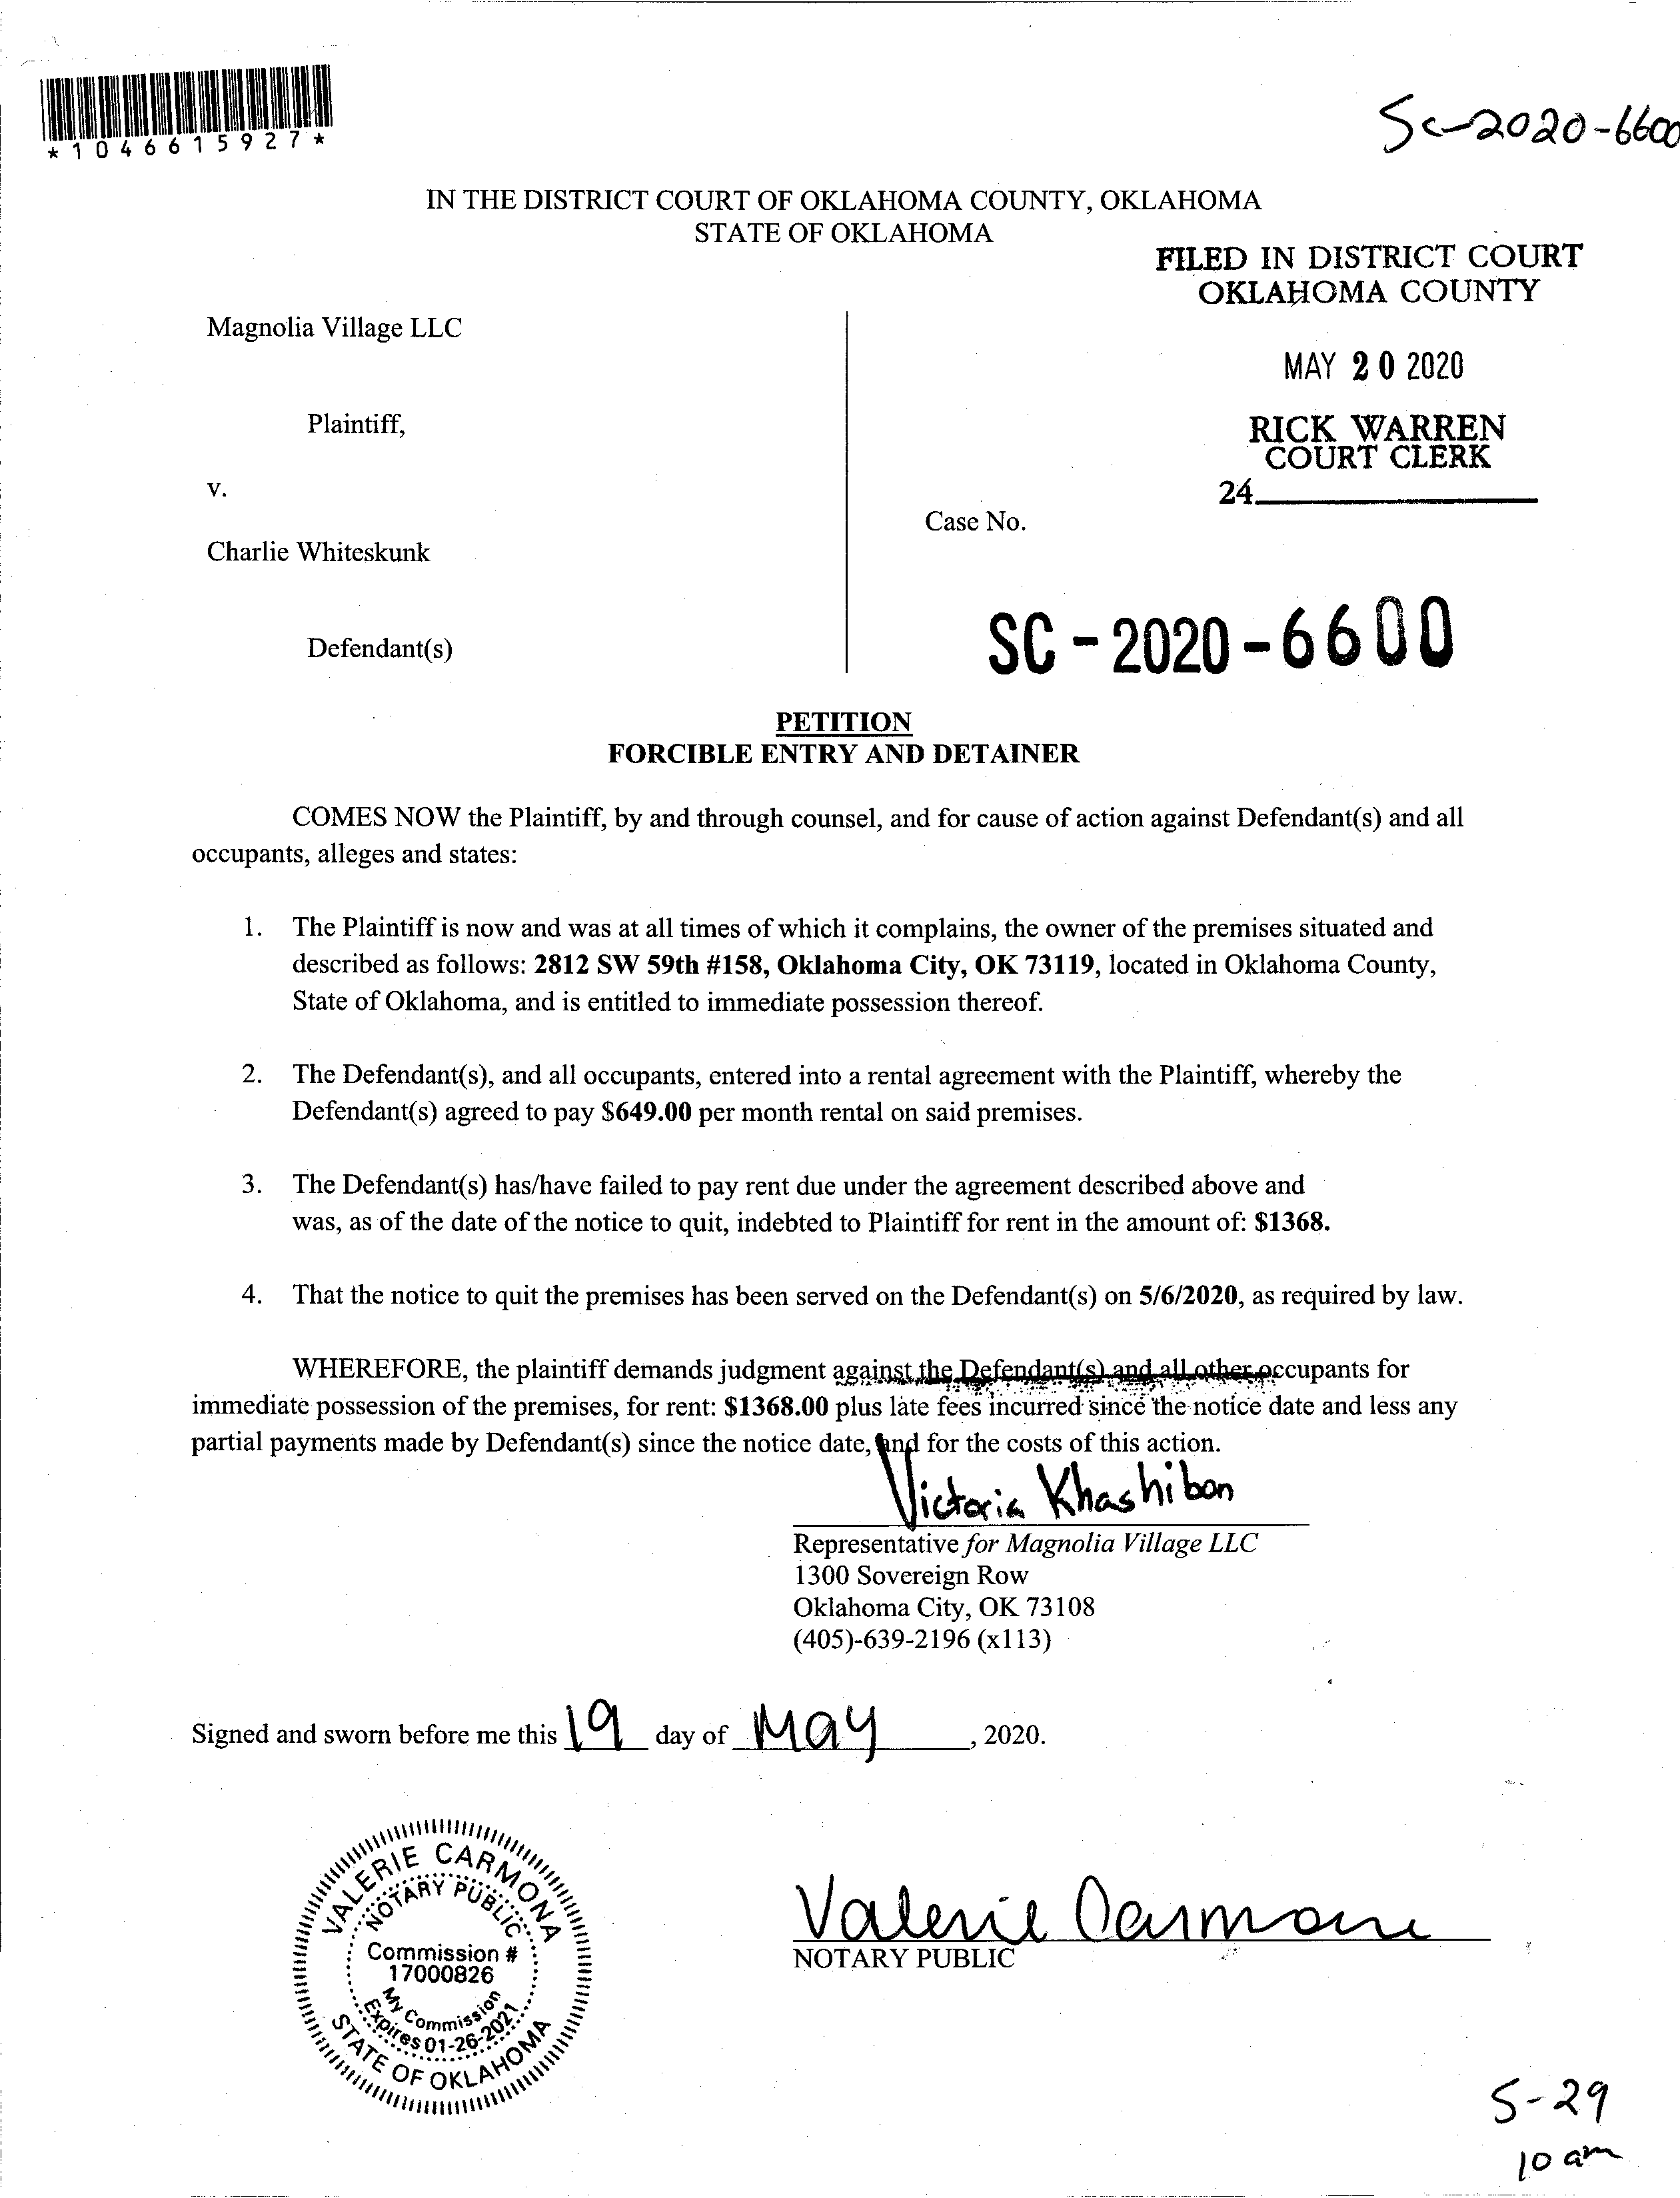 *1046615927*
Sc-2020-6600
IN THE DISTRICT COURT OF OKLAHOMA COUNTY, OKLAHOMA
STATE OF OKLAHOMA
FILED IN DISTRICT COURT
OKLAHOMA COUNTY
MAY 20 2020
RICK WARREN
COURT CLERK
24
Magnolia Village LLC
Plaintiff,
v.
Charlie Whiteskunk
Defendant(s)
Case No.
SC-2020-6600
PETITION
FORCIBLE ENTRY AND DETAINER
COMES NOW the Plaintiff, by and through counsel, and for cause of action against Defendant(s) and all
occupants, alleges and states:
1. The Plaintiff is now and was at all times of which it complains, the owner of the premises situated and
described as follows: 2812 SW 59th #158, Oklahoma City, OK 73119, located in Oklahoma County,
State of Oklahoma, and is entitled to immediate possession thereof.
2. The Defendant(s), and all occupants, entered into a rental agreement with the Plaintiff, whereby the
Defendant(s) agreed to pay $649.00 per month rental on said premises.
3. The Defendant(s) has/have failed to pay rent due under the agreement described above and
was, as of the date of the notice to quit, indebted to Plaintiff for rent in the amount of: $1368.
4. That the notice to quit the premises has been served on the Defendant(s) on 5/6/2020, as required by law.
WHEREFORE, the plaintiff demands judgment against the Defendant(s) and all other occupants for
immediate possession of the premises, for rent: $1368.00 plus late fees incurred since the notice date and less any
partial payments made by Defendant(s) since the notice date, and for the costs of this action.
Victoria Khashibon
Representative for Magnolia Village LLC
1300 Sovereign Row
Oklahoma City, OK 73108
(405)-639-2196 (x113)
Signed and sworn before me this 19 day of May, 2020.
VALERIE CARMONA
NOTARY PUBLIC
Commission #
17000826
My Commission
Expires 01-26-2021
STATE OF OKLAHOMA
Valerie Carmona
NOTARY PUBLIC
5-29
10 am